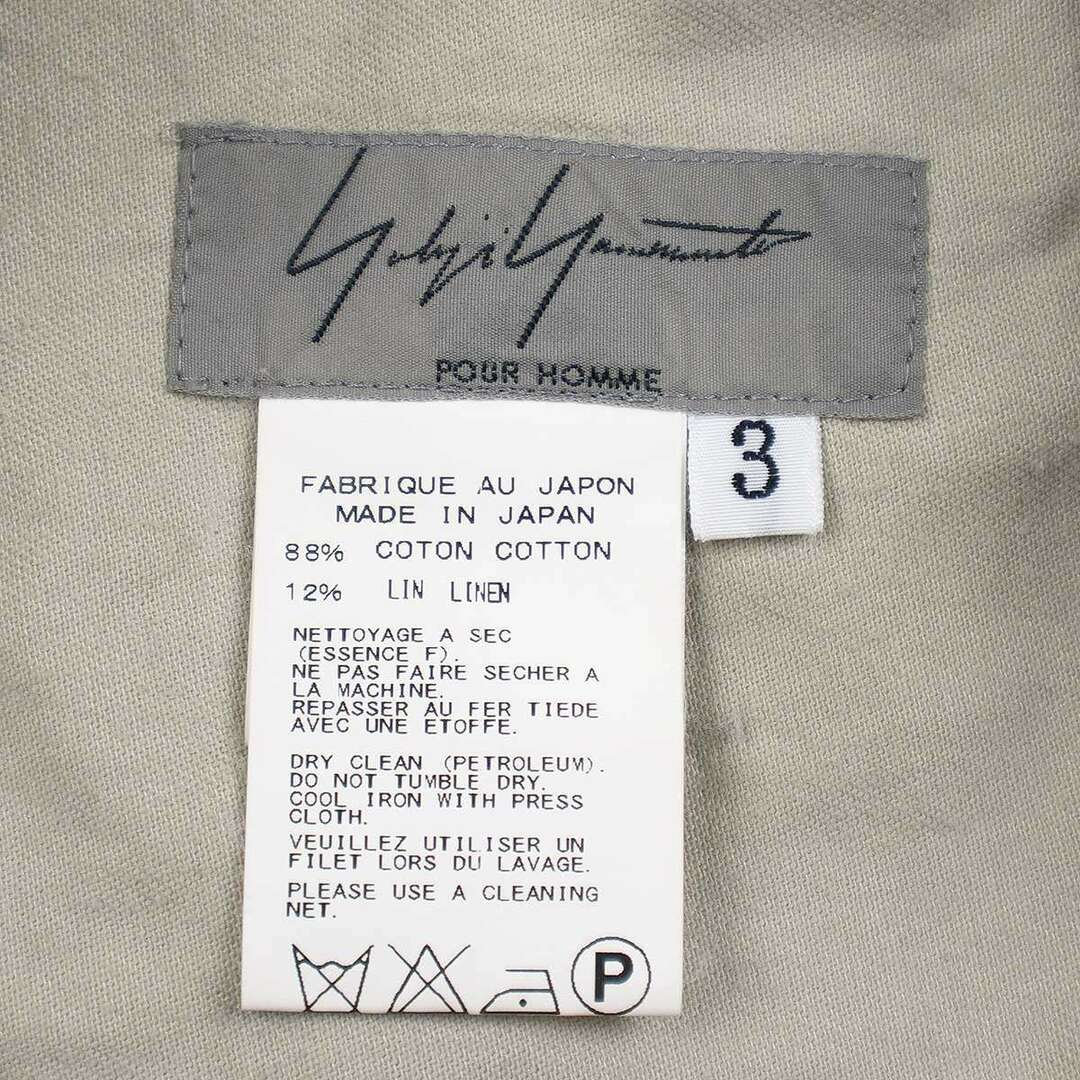 Yohji Yamamoto
POUR HOMME
3
FABRIQUE AU JAPON
MADE IN JAPAN
88% COTON COTTON
12% LIN LINEN
NETTOYAGE A SEC
(ESSENCE F).
NE PAS FAIRE SECHER A
LA MACHINE.
REPASSER AU FER TIEDE
AVEC UNE ETOFFE.
DRY CLEAN (PETROLEUM).
DO NOT TUMBLE DRY.
COOL IRON WITH PRESS
CLOTH.
VEUILLEZ UTILISER UN
FILET LORS DU LAVAGE.
PLEASE USE A CLEANING
NET.
P